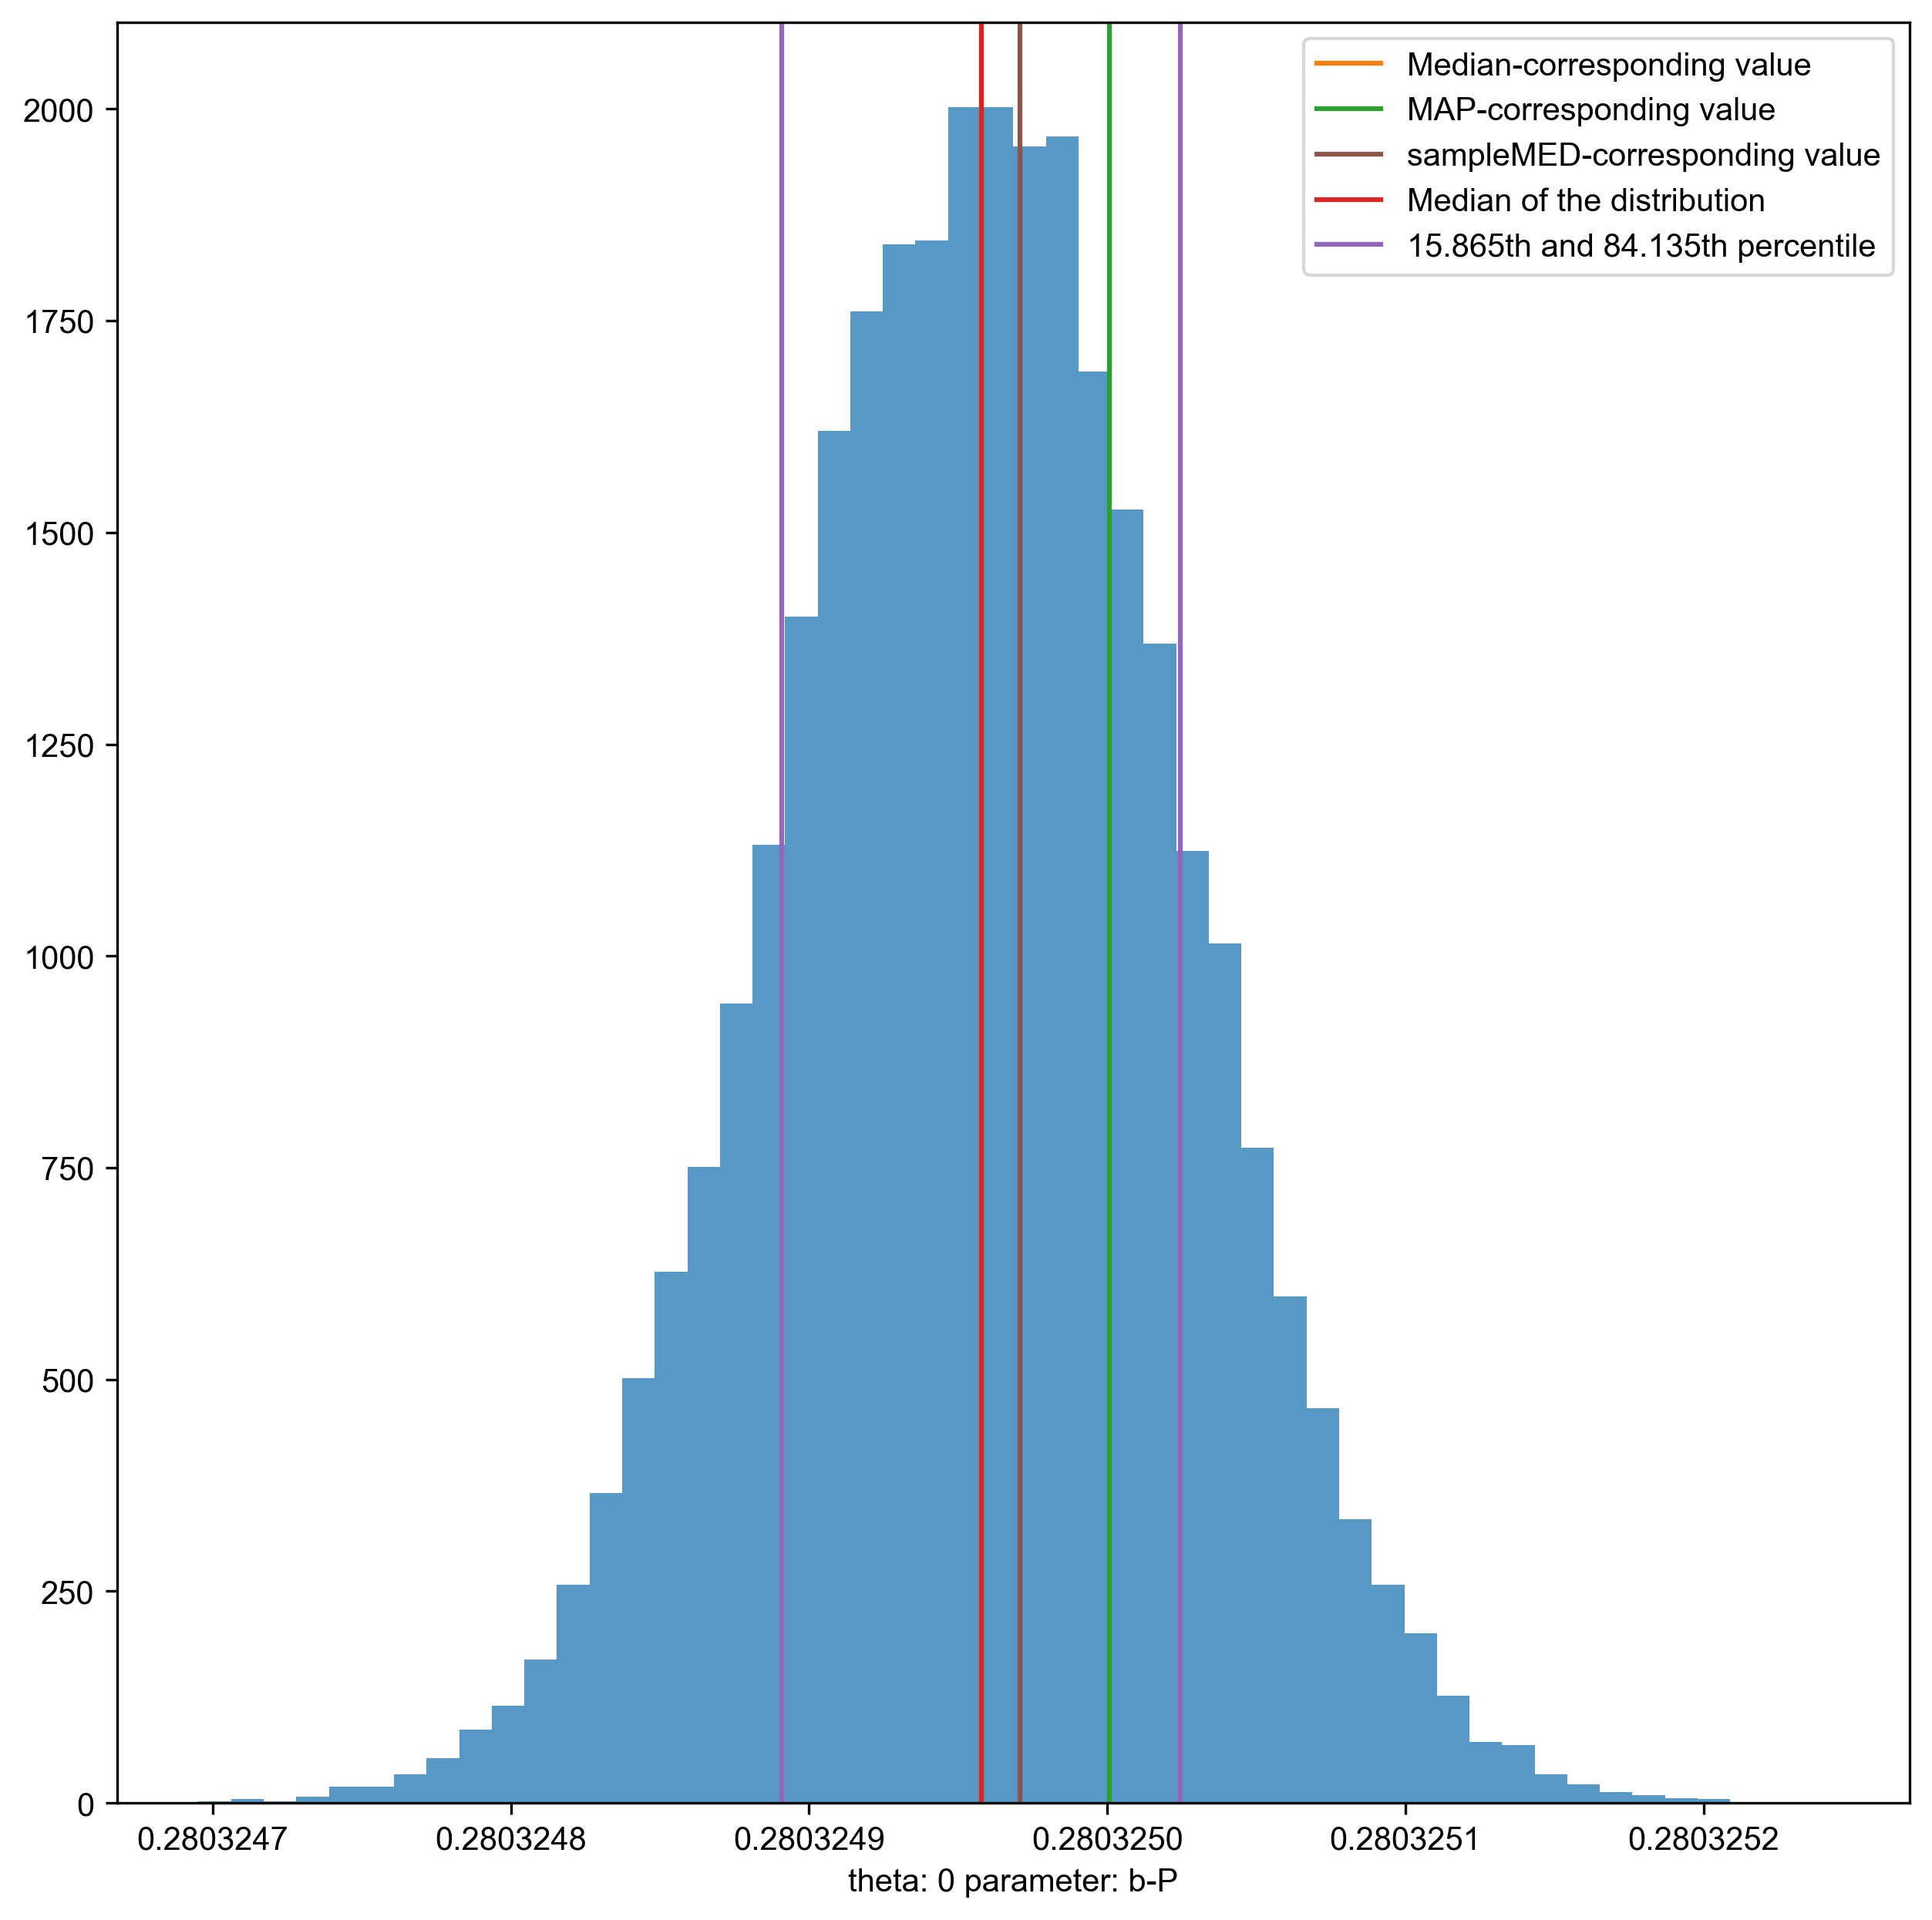 Median-corresponding value
MAP-corresponding value
sampleMED-corresponding value
Median of the distribution
15.865th and 84.135th percentile
2000
1750
1500
1250
1000
750
500
250
0
0.2803247 0.2803248 0.2803249 0.2803250 0.2803251 0.2803252
theta: 0 parameter: b-P